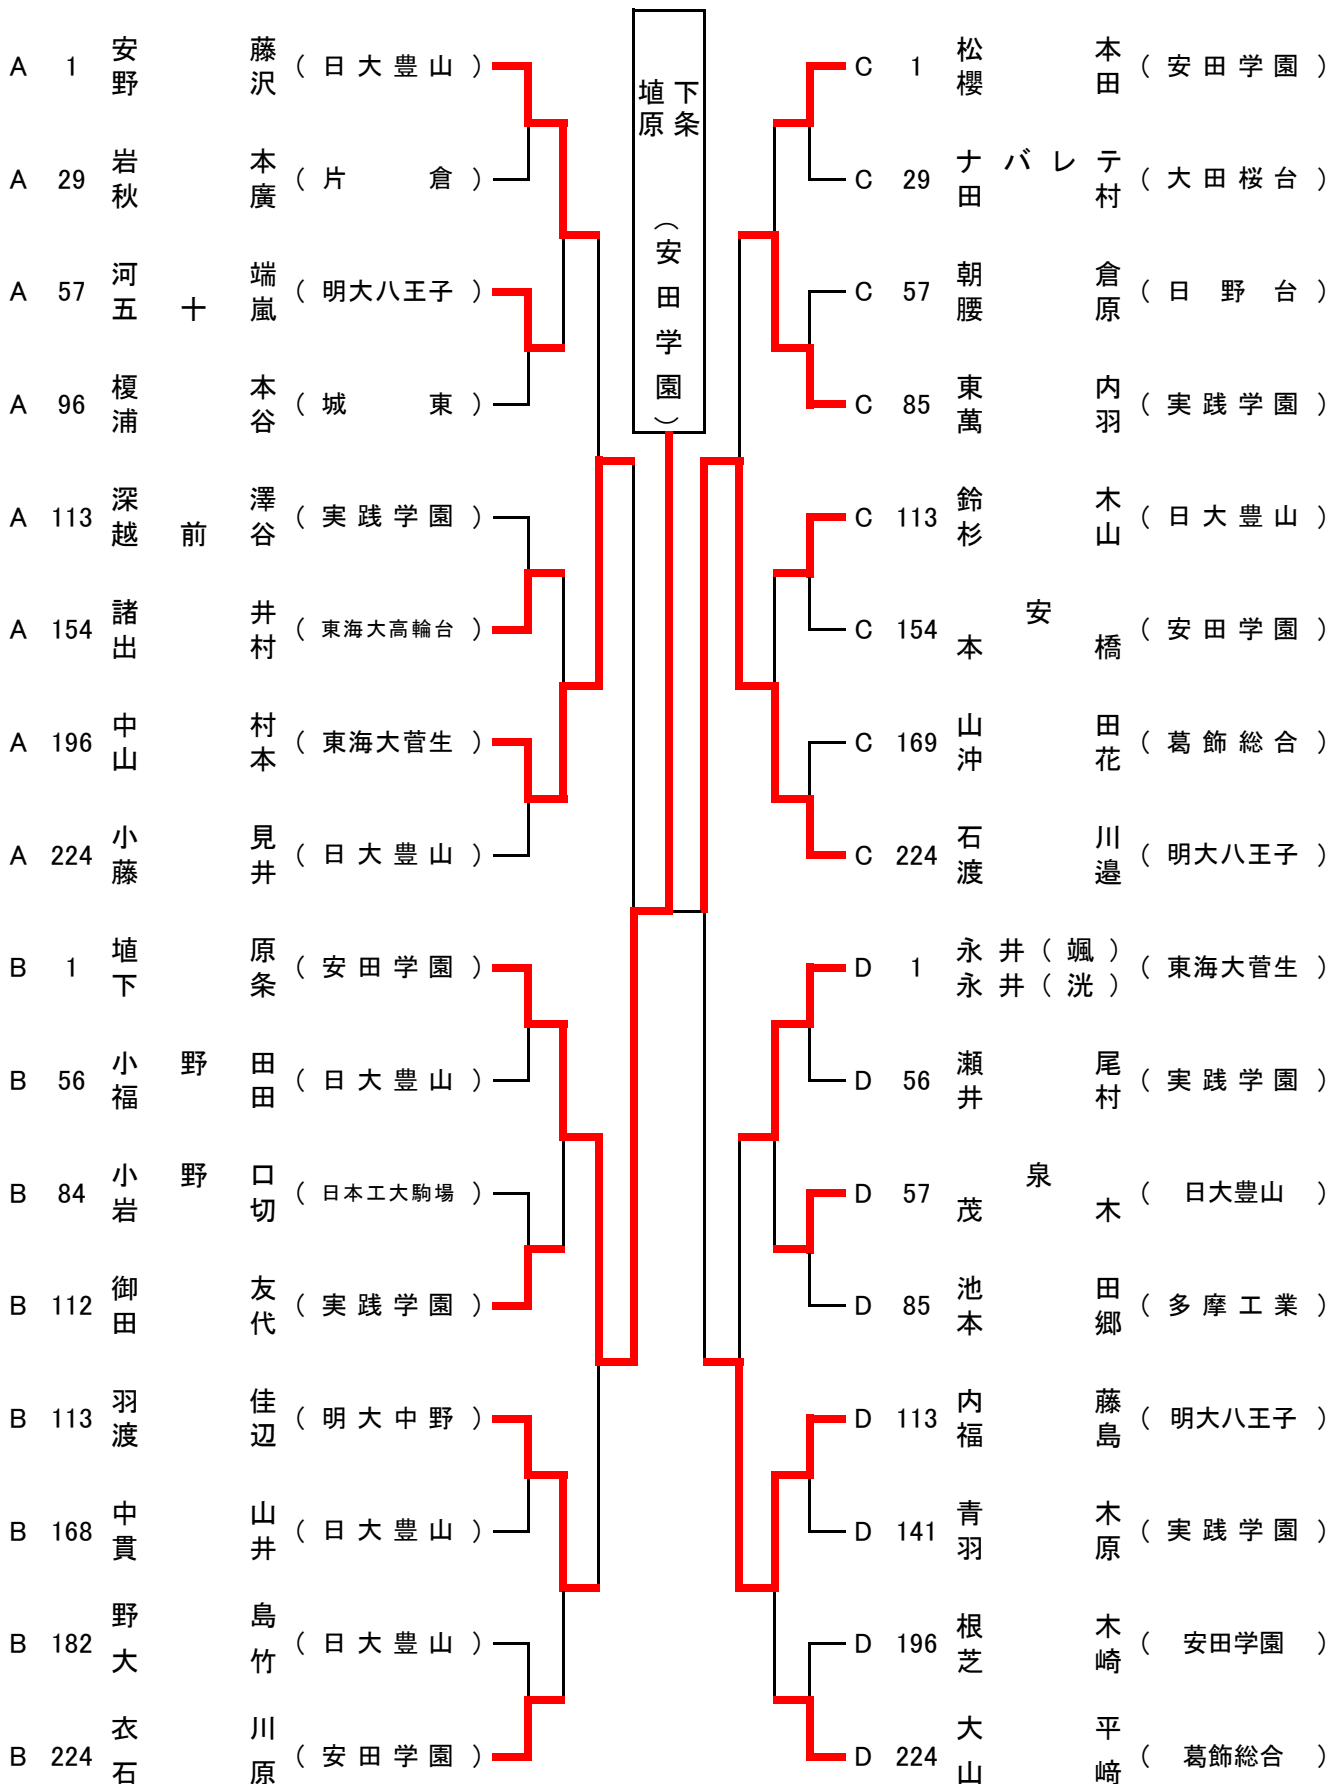 A 1 安藤 野沢 (日大豊山)
A 29 岩本 秋廣 (片倉)
A 57 河端 五十嵐 (明大八王子)
A 96 榎本 浦谷 (城東)
A 113 深澤 越前谷 (実践学園)
A 154 諸井 出村 (東海大高輪台)
A 196 中村 山本 (東海大菅生)
A 224 小見 藤井 (日大豊山)
B 1 埴原 下条 (安田学園)
B 56 小野田 福田 (日大豊山)
B 84 小野口 岩切 (日本工大駒場)
B 112 御友 田代 (実践学園)
B 113 羽佳 渡辺 (明大中野)
B 168 中山 貫井 (日大豊山)
B 182 野島 大竹 (日大豊山)
B 224 衣川 石原 (安田学園)
下条
埴原
(安田学園)
C 1 松本 櫻田 (安田学園)
C 29 ナバレテ 田村 (大田桜台)
C 57 朝倉 腰原 (日野台)
C 85 東内 萬羽 (実践学園)
C 113 鈴木 杉山 (日大豊山)
C 154 安 本橋 (安田学園)
C 169 山田 沖花 (葛飾総合)
C 224 石川 渡邉 (明大八王子)
D 1 永井(颯) 永井(洸) (東海大菅生)
D 56 瀬尾 井村 (実践学園)
D 57 泉 茂木 (日大豊山)
D 85 池田 本郷 (多摩工業)
D 113 内藤 福島 (明大八王子)
D 141 青木 羽原 (実践学園)
D 196 根木 芝崎 (安田学園)
D 224 大平 山﨑 (葛飾総合)